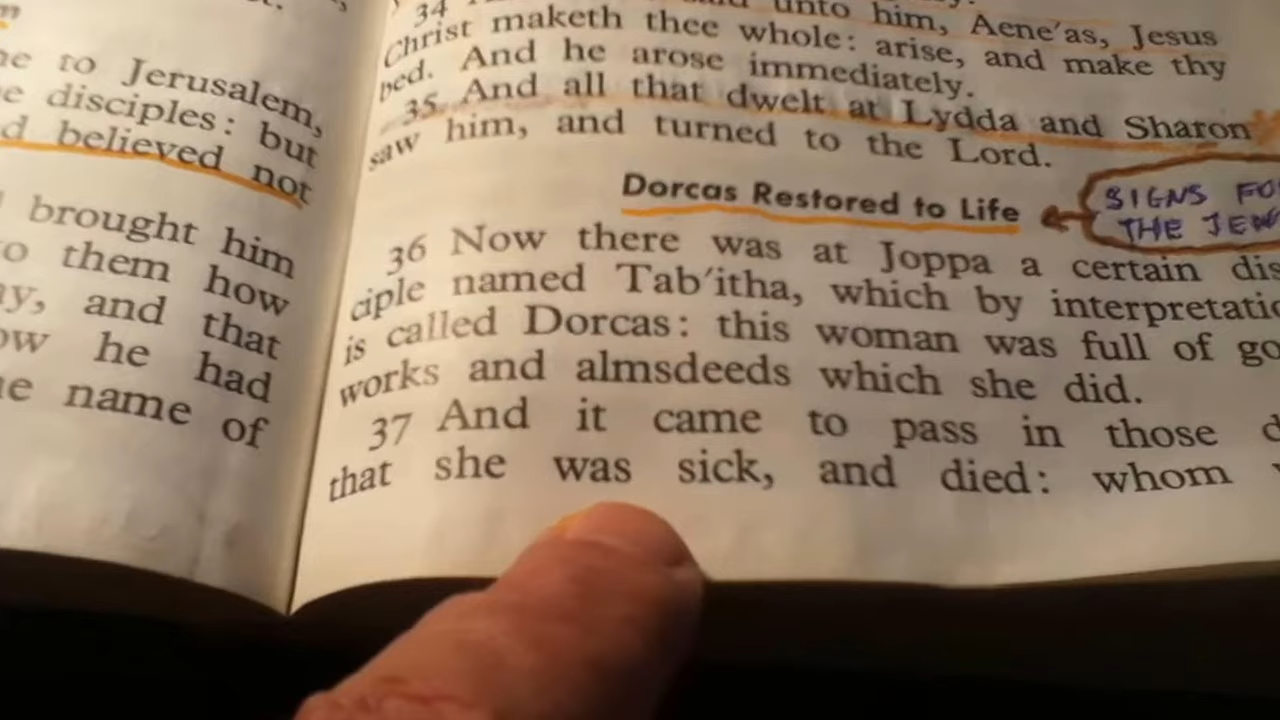 to Jerusalem,
disciples: but
believed not
brought him
them how
and that
he had
name of
34 unto him, Aene′as, Jesus
Christ maketh thee whole: arise, and make thy
bed. And he arose immediately.
35 And all that dwelt at Lydda and Sharon
saw him, and turned to the Lord.
Dorcas Restored to Life
SIGNS
THE
36 Now there was at Joppa a certain dis
ciple named Tab′itha, which by
is called Dorcas: this woman was full of
works and almsdeeds which she did.
37 And it came to pass in those
that she was sick, and died: whom